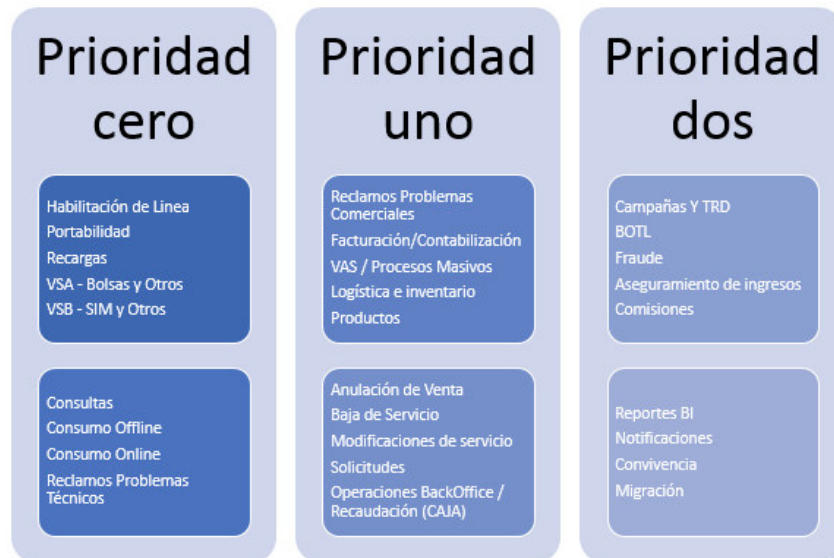 Prioridad
cero
Habilitación de Linea
Portabilidad
Recargas
VSA - Bolsas y Otros
VSB - SIM y Otros
Consultas
Consumo Offline
Consumo Online
Reclamos Problemas
Técnicos
Prioridad
uno
Reclamos Problemas
Comerciales
Facturación/Contabilización
VAS / Procesos Masivos
Logística e inventario
Productos
Anulación de Venta
Baja de Servicio
Modificaciones de servicio
Solicitudes
Operaciones BackOffice /
Recaudación (CAJA)
Prioridad
dos
Campañas Y TRD
BOTL
Fraude
Aseguramiento de ingresos
Comisiones
Reportes BI
Notificaciones
Convivencia
Migración